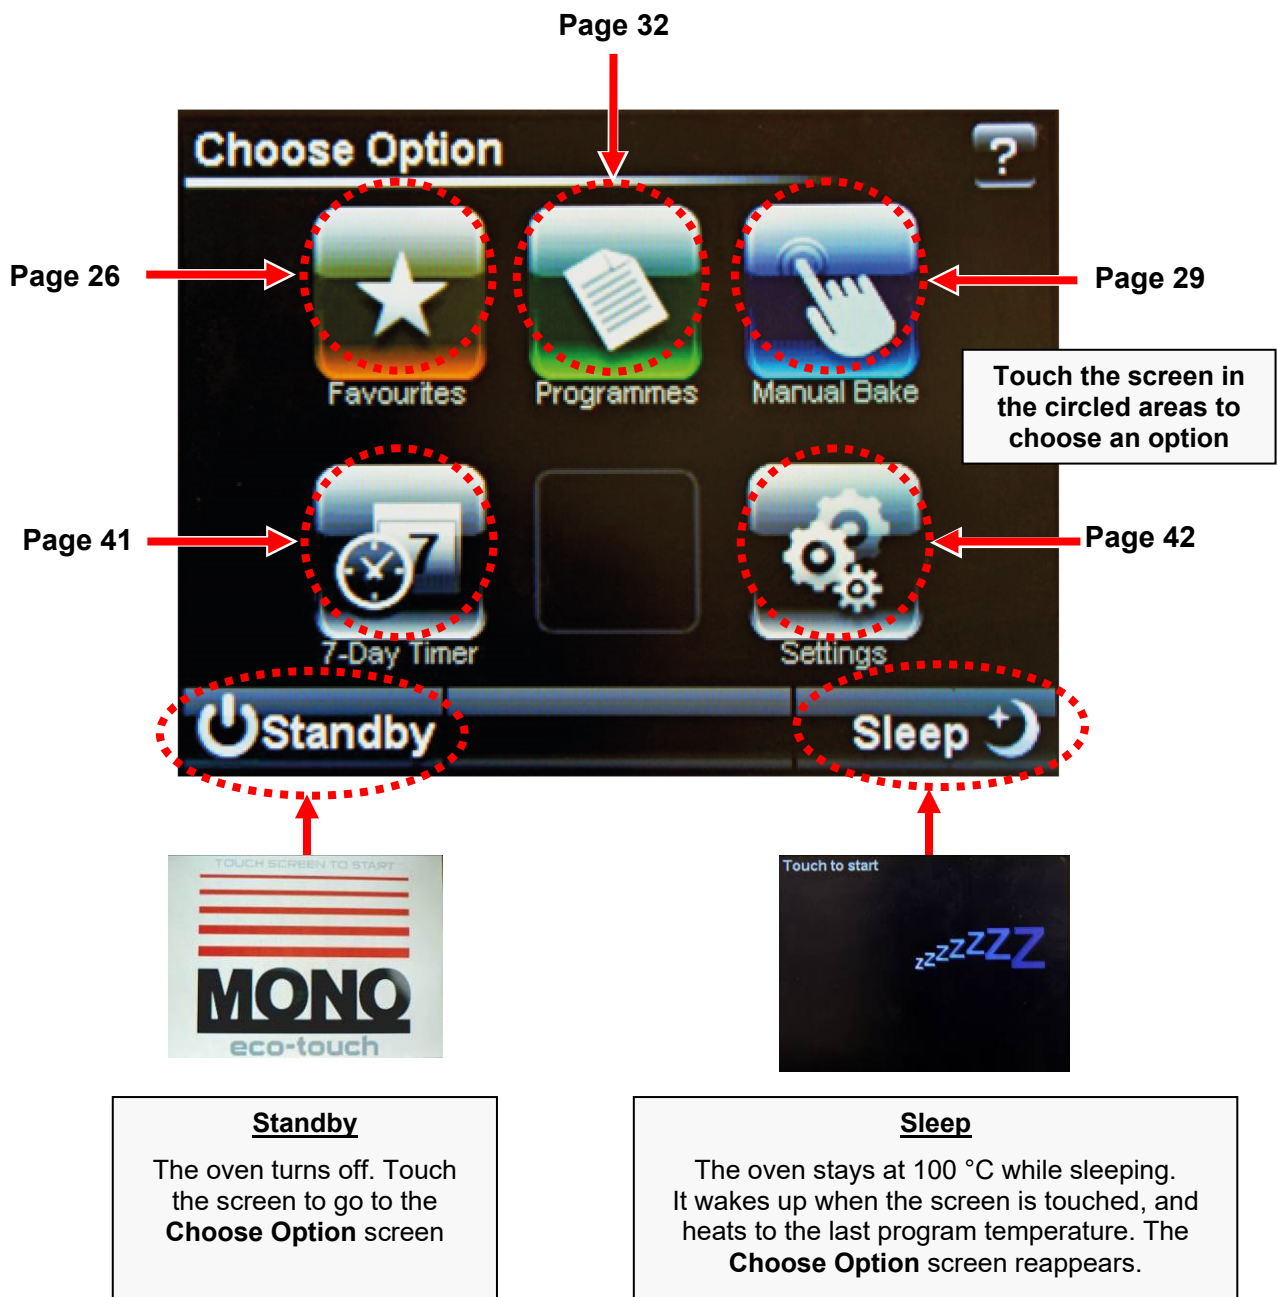 Page 32
Choose Option
?
Page 26
Page 29
Favourites
Programmes
Manual Bake
Touch the screen in
the circled areas to
choose an option
Page 41
7
Page 42
7-Day Timer
Settings
Standby
Sleep
TOUCH SCREEN TO START
MONO
eco-touch
Touch to start
zzzzzZZ
Standby
The oven turns off. Touch
the screen to go to the
Choose Option screen
Sleep
The oven stays at 100 °C while sleeping.
It wakes up when the screen is touched, and
heats to the last program temperature. The
Choose Option screen reappears.